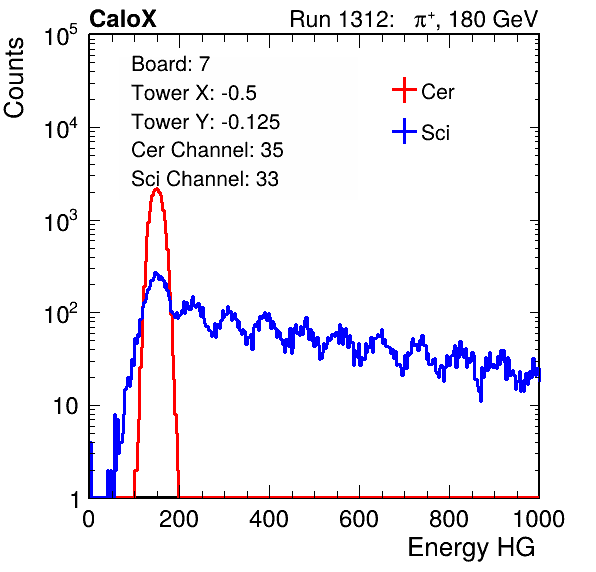 CaloX Run 1312: π⁺, 180 GeV
Counts
10⁵
10⁴
10³
10²
10
1
Board: 7
Tower X: -0.5
Tower Y: -0.125
Cer Channel: 35
Sci Channel: 33
Cer
Sci
0 200 400 600 800 1000
Energy HG